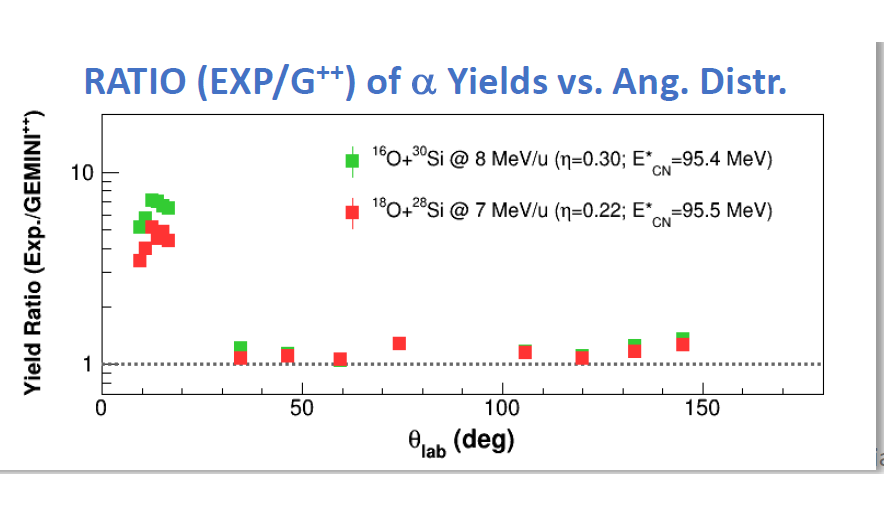 RATIO (EXP/G++) of α Yields vs. Ang. Distr.
Yield Ratio (Exp./GEMINI++)
10
1
16O+30Si @ 8 MeV/u (η=0.30; E*CN=95.4 MeV)
18O+28Si @ 7 MeV/u (η=0.22; E*CN=95.5 MeV)
0 50 100 150
θlab (deg)